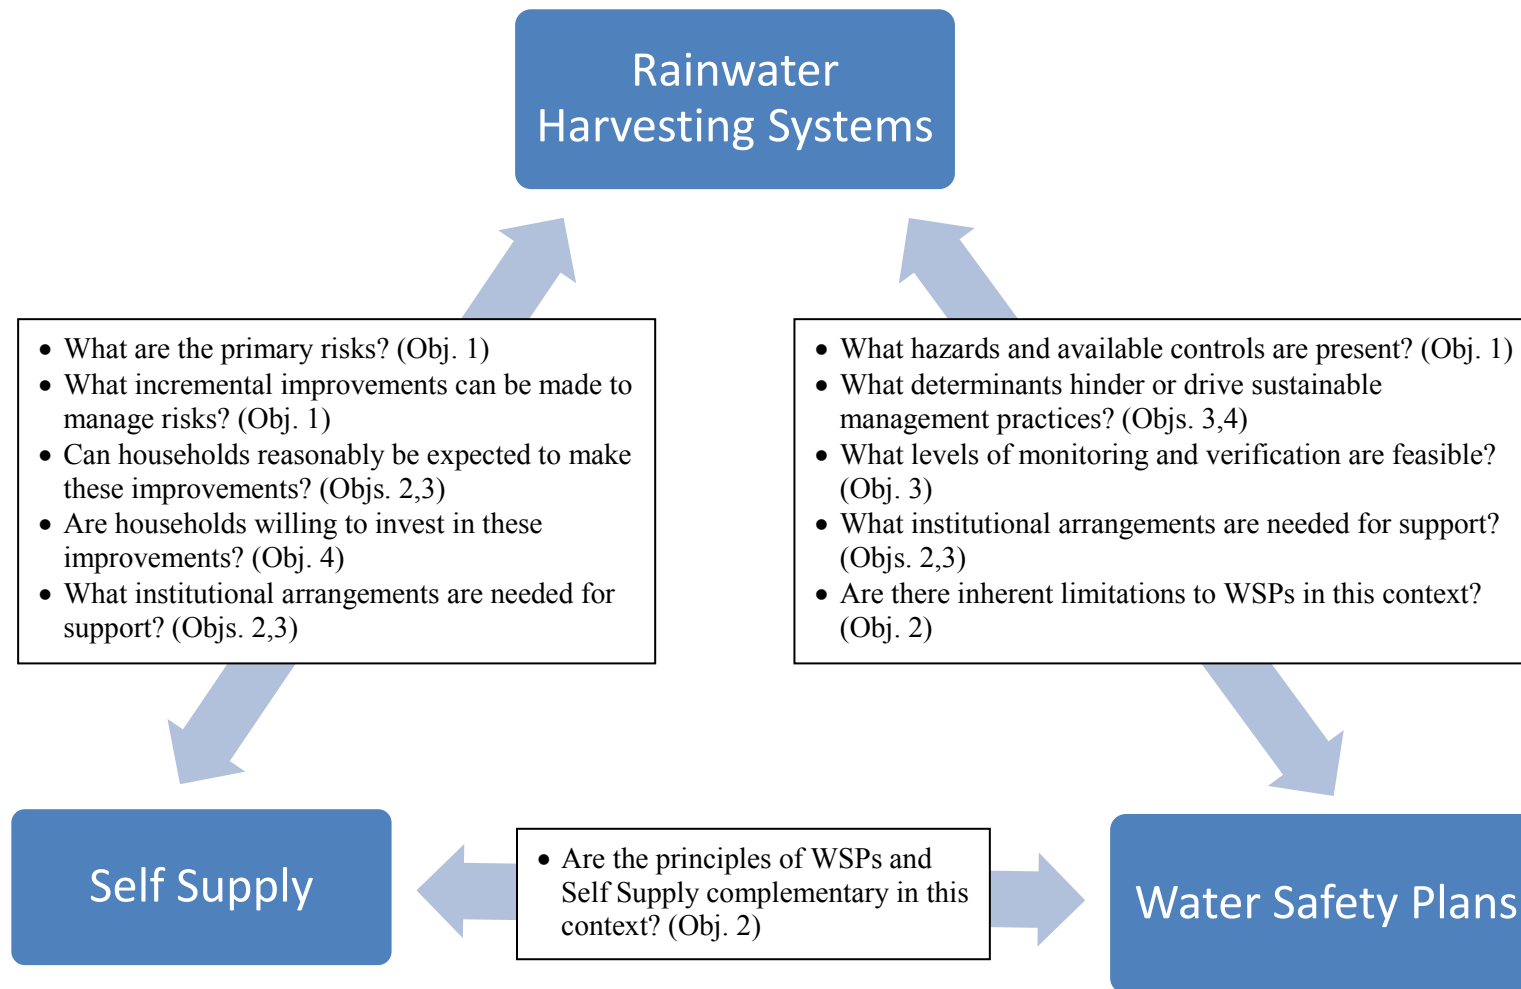 Rainwater
Harvesting Systems
• What are the primary risks? (Obj. 1)
• What incremental improvements can be made to
manage risks? (Obj. 1)
• Can households reasonably be expected to make
these improvements? (Objs. 2,3)
• Are households willing to invest in these
improvements? (Obj. 4)
• What institutional arrangements are needed for
support? (Objs. 2,3)
• What hazards and available controls are present? (Obj. 1)
• What determinants hinder or drive sustainable
management practices? (Objs. 3,4)
• What levels of monitoring and verification are feasible?
(Obj. 3)
• What institutional arrangements are needed for support?
(Objs. 2,3)
• Are there inherent limitations to WSPs in this context?
(Obj. 2)
Self Supply
• Are the principles of WSPs and
Self Supply complementary in this
context? (Obj. 2)
Water Safety Plans